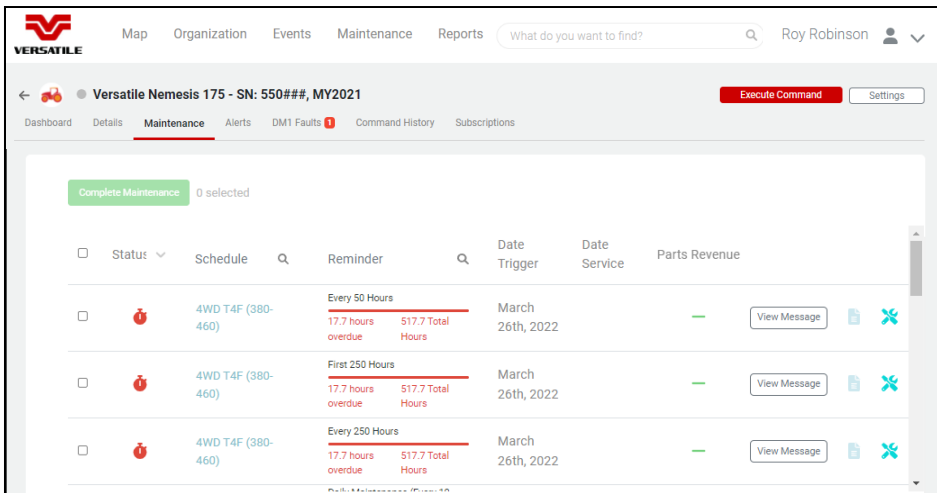 VERSATILE
Map Organization Events Maintenance Reports What do you want to find? Roy Robinson
Versatile Nemesis 175 - SN: 550###, MY2021 Execute Command Settings
Dashboard Details Maintenance Alerts DM1 Faults 1 Command History Subscriptions
Complete Maintenance 0 selected
Status Schedule Reminder Date Trigger Date Service Parts Revenue
Every 50 Hours
4WD T4F (380-
460)
17.7 hours
overdue
517.7 Total
Hours
March
26th, 2022
View Message
First 250 Hours
4WD T4F (380-
460)
17.7 hours
overdue
517.7 Total
Hours
March
26th, 2022
View Message
Every 250 Hours
4WD T4F (380-
460)
17.7 hours
overdue
517.7 Total
Hours
March
26th, 2022
View Message
Daily Maintenance (Every 10